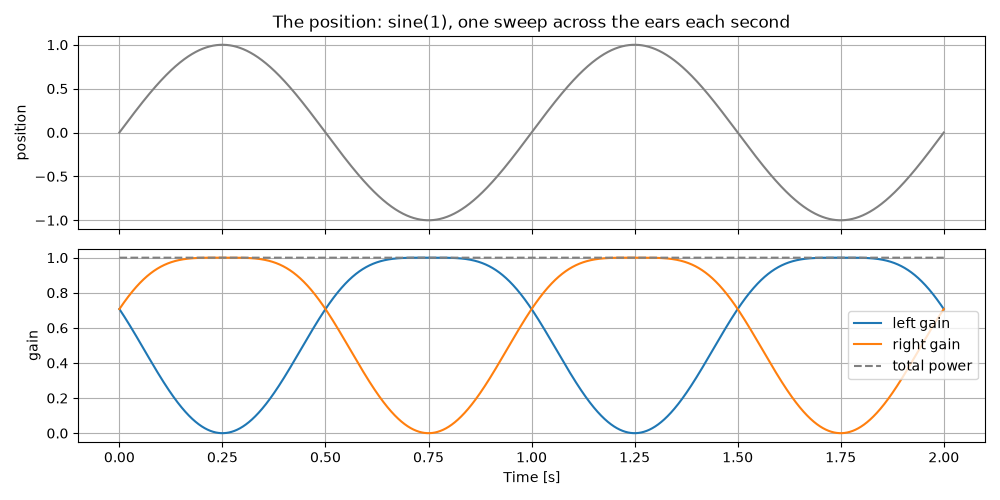 The position: sine(1), one sweep across the ears each second
1.0
0.5
0.0
−0.5
−1.0
position
1.0
0.8
0.6
0.4
0.2
0.0
gain
left gain
right gain
total power
0.00 0.25 0.50 0.75 1.00 1.25 1.50 1.75 2.00
Time [s]